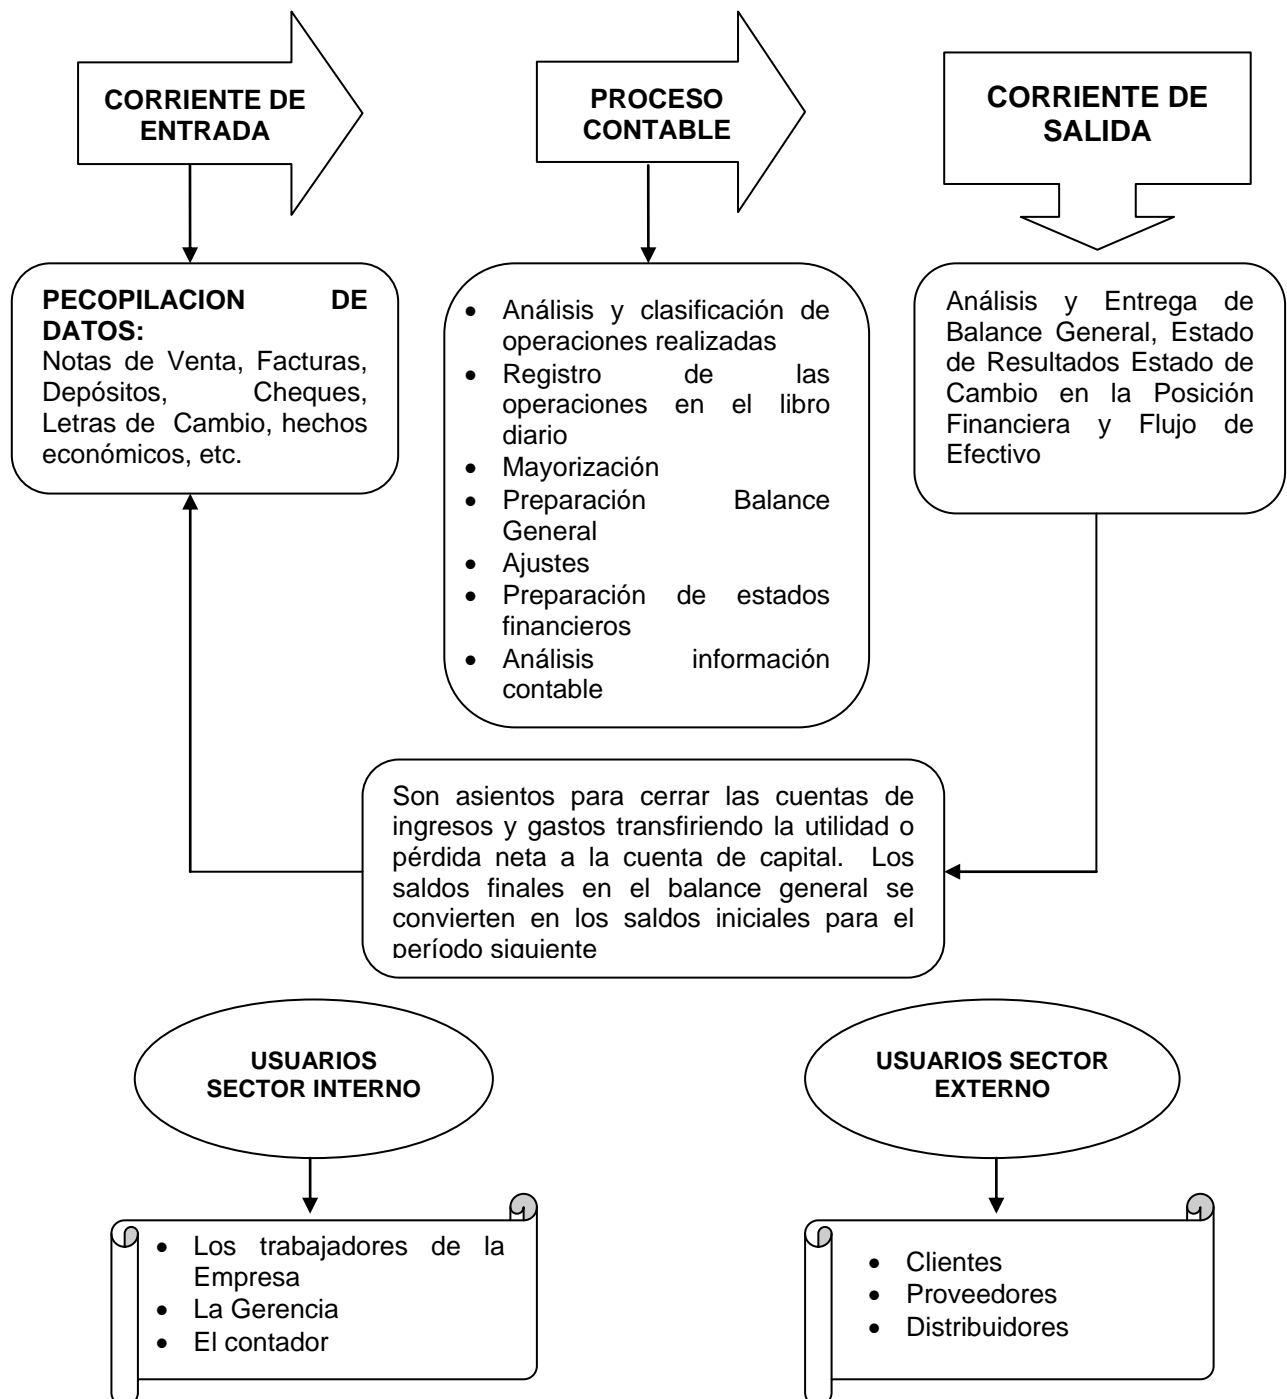 CORRIENTE DE
ENTRADA
PROCESO
CONTABLE
CORRIENTE DE
SALIDA
PECOPILACION DE
DATOS:
Notas de Venta, Facturas,
Depósitos, Cheques,
Letras de Cambio, hechos
económicos, etc.
• Análisis y clasificación de
operaciones realizadas
• Registro de las
operaciones en el libro
diario
• Mayorización
• Preparación Balance
General
• Ajustes
• Preparación de estados
financieros
• Análisis información
contable
Análisis y Entrega de
Balance General, Estado
de Resultados Estado de
Cambio en la Posición
Financiera y Flujo de
Efectivo
Son asientos para cerrar las cuentas de
ingresos y gastos transfiriendo la utilidad o
pérdida neta a la cuenta de capital. Los
saldos finales en el balance general se
convierten en los saldos iniciales para el
período siguiente
USUARIOS
SECTOR INTERNO
USUARIOS SECTOR
EXTERNO
• Los trabajadores de la
Empresa
• La Gerencia
• El contador
• Clientes
• Proveedores
• Distribuidores